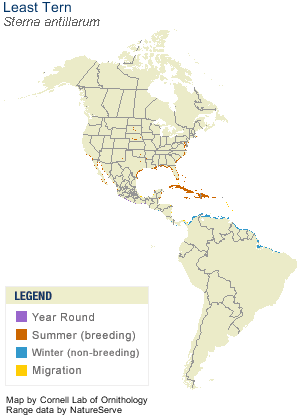 Least Tern
Sterna antillarum
LEGEND
Year Round
Summer (breeding)
Winter (non-breeding)
Migration
Map by Cornell Lab of Ornithology
Range data by NatureServe